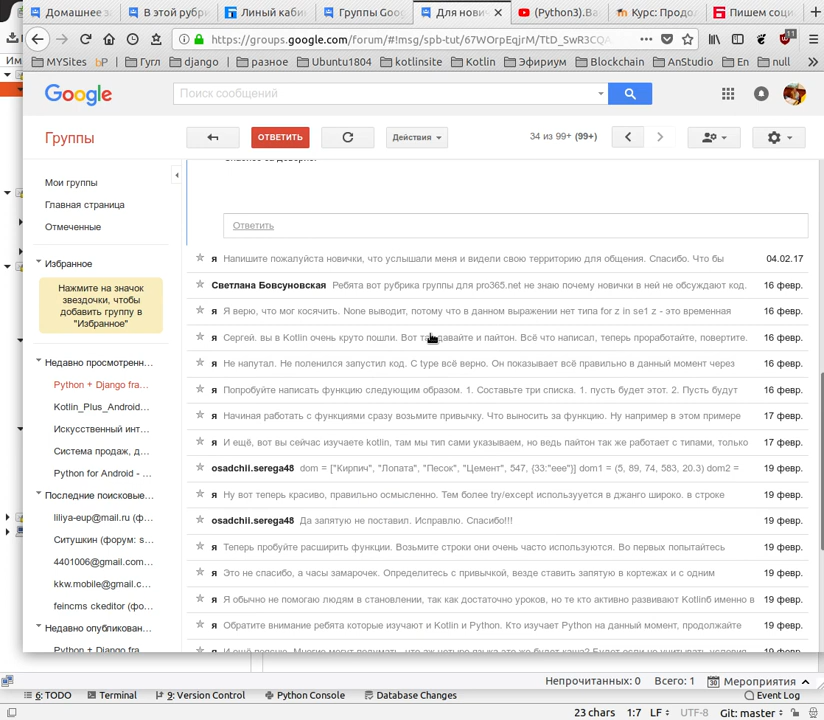 Домашнее з
В этой рубри
Линый каби
Группы Goo
Для нович
(Python3).Ва
Курс: Продо
Пишем соци
https://groups.google.com/forum/#!msg/spb-tut/67WOrpEqjrM/TtD_SwR3CQA
11
MYSites
bP
Гугл
django
разное
Ubuntu1804
kotlinsite
Kotlin
Эфириум
Blockchain
AnStudio
En
null
Им
Google
Поиск сообщений
Группы
ОТВЕТИТЬ
Действия
34 из 99+ (99+)
Мои группы
Главная страница
Отмеченные
Избранное
Нажмите на значок
звездочки, чтобы
добавить группу в
"Избранное"
Недавно просмотренн…
Python + Django fra…
Kotlin_Plus_Android…
Искусственный инт…
Система продаж, д…
Python for Android - …
Последние поисковые…
liliya-eup@mail.ru (ф…
Ситушкин (форум: s…
4401006@gmail.com…
kkw.mobile@gmail.c…
feincms ckeditor (фо…
Недавно опубликован…
Python + Django fra…
Ответить
я Напишите пожалуйста новички, что услышали меня и видели свою территорию для общения. Спасибо. Что бы 04.02.17
Светлана Бовсуновская Ребята вот рубрика группы для pro365.net не знаю почему новички в ней не обсуждают код. 16 февр.
я Я верю, что мог косячить. None выводит, потому что в данном выражении нет типа for z in se1 z - это временная 16 февр.
я Сергей. вы в Kotlin очень круто пошли. Вот так давайте и пайтон. Всё что написал, теперь проработайте, повертите. 16 февр.
я Не напутал. Не поленился запустил код. С type всё верно. Он показывает всё правильно в данный момент через 16 февр.
я Попробуйте написать функцию следующим образом. 1. Составьте три списка. 1. пусть будет этот. 2. Пусть будут 16 февр.
я Начиная работать с функциями сразу возьмите привычку. Что выносить за функцию. Ну например в этом примере 17 февр.
я И ещё, вот вы сейчас изучаете kotlin, там мы тип сами указываем, но ведь пайтон так же работает с типами, только 17 февр.
osadchii.serega48 dom = ["Кирпич", "Лопата", "Песок", "Цемент", 547, {33:"eee"}] dom1 = (5, 89, 74, 583, 20.3) dom2 = 19 февр.
я Ну вот теперь красиво, правильно осмысленно. Тем более try/except используется в джанго широко. в строке 19 февр.
osadchii.serega48 Да запятую не поставил. Исправлю. Спасибо!!! 19 февр.
я Теперь пробуйте расширить функции. Возьмите строки они очень часто используются. Во первых попытайтесь 19 февр.
я Это не спасибо, а часы замарочек. Определитесь с привычкой, везде ставить запятую в кортежах и с одним 19 февр.
я Я обычно не помогаю людям в становлении, так как достаточно уроков, но те кто активно развивают Kotlinб именно в 19 февр.
я Обратите внимание ребята которые изучают и Kotlin и Python. Кто изучает Python на данный момент, продолжайте 19 февр.
Непрочитанных: 0 Всего: 1 30 Мероприятия
6: TODO Terminal 9: Version Control Python Console Database Changes Event Log
23 chars 1:7 LF UTF-8 Git: master